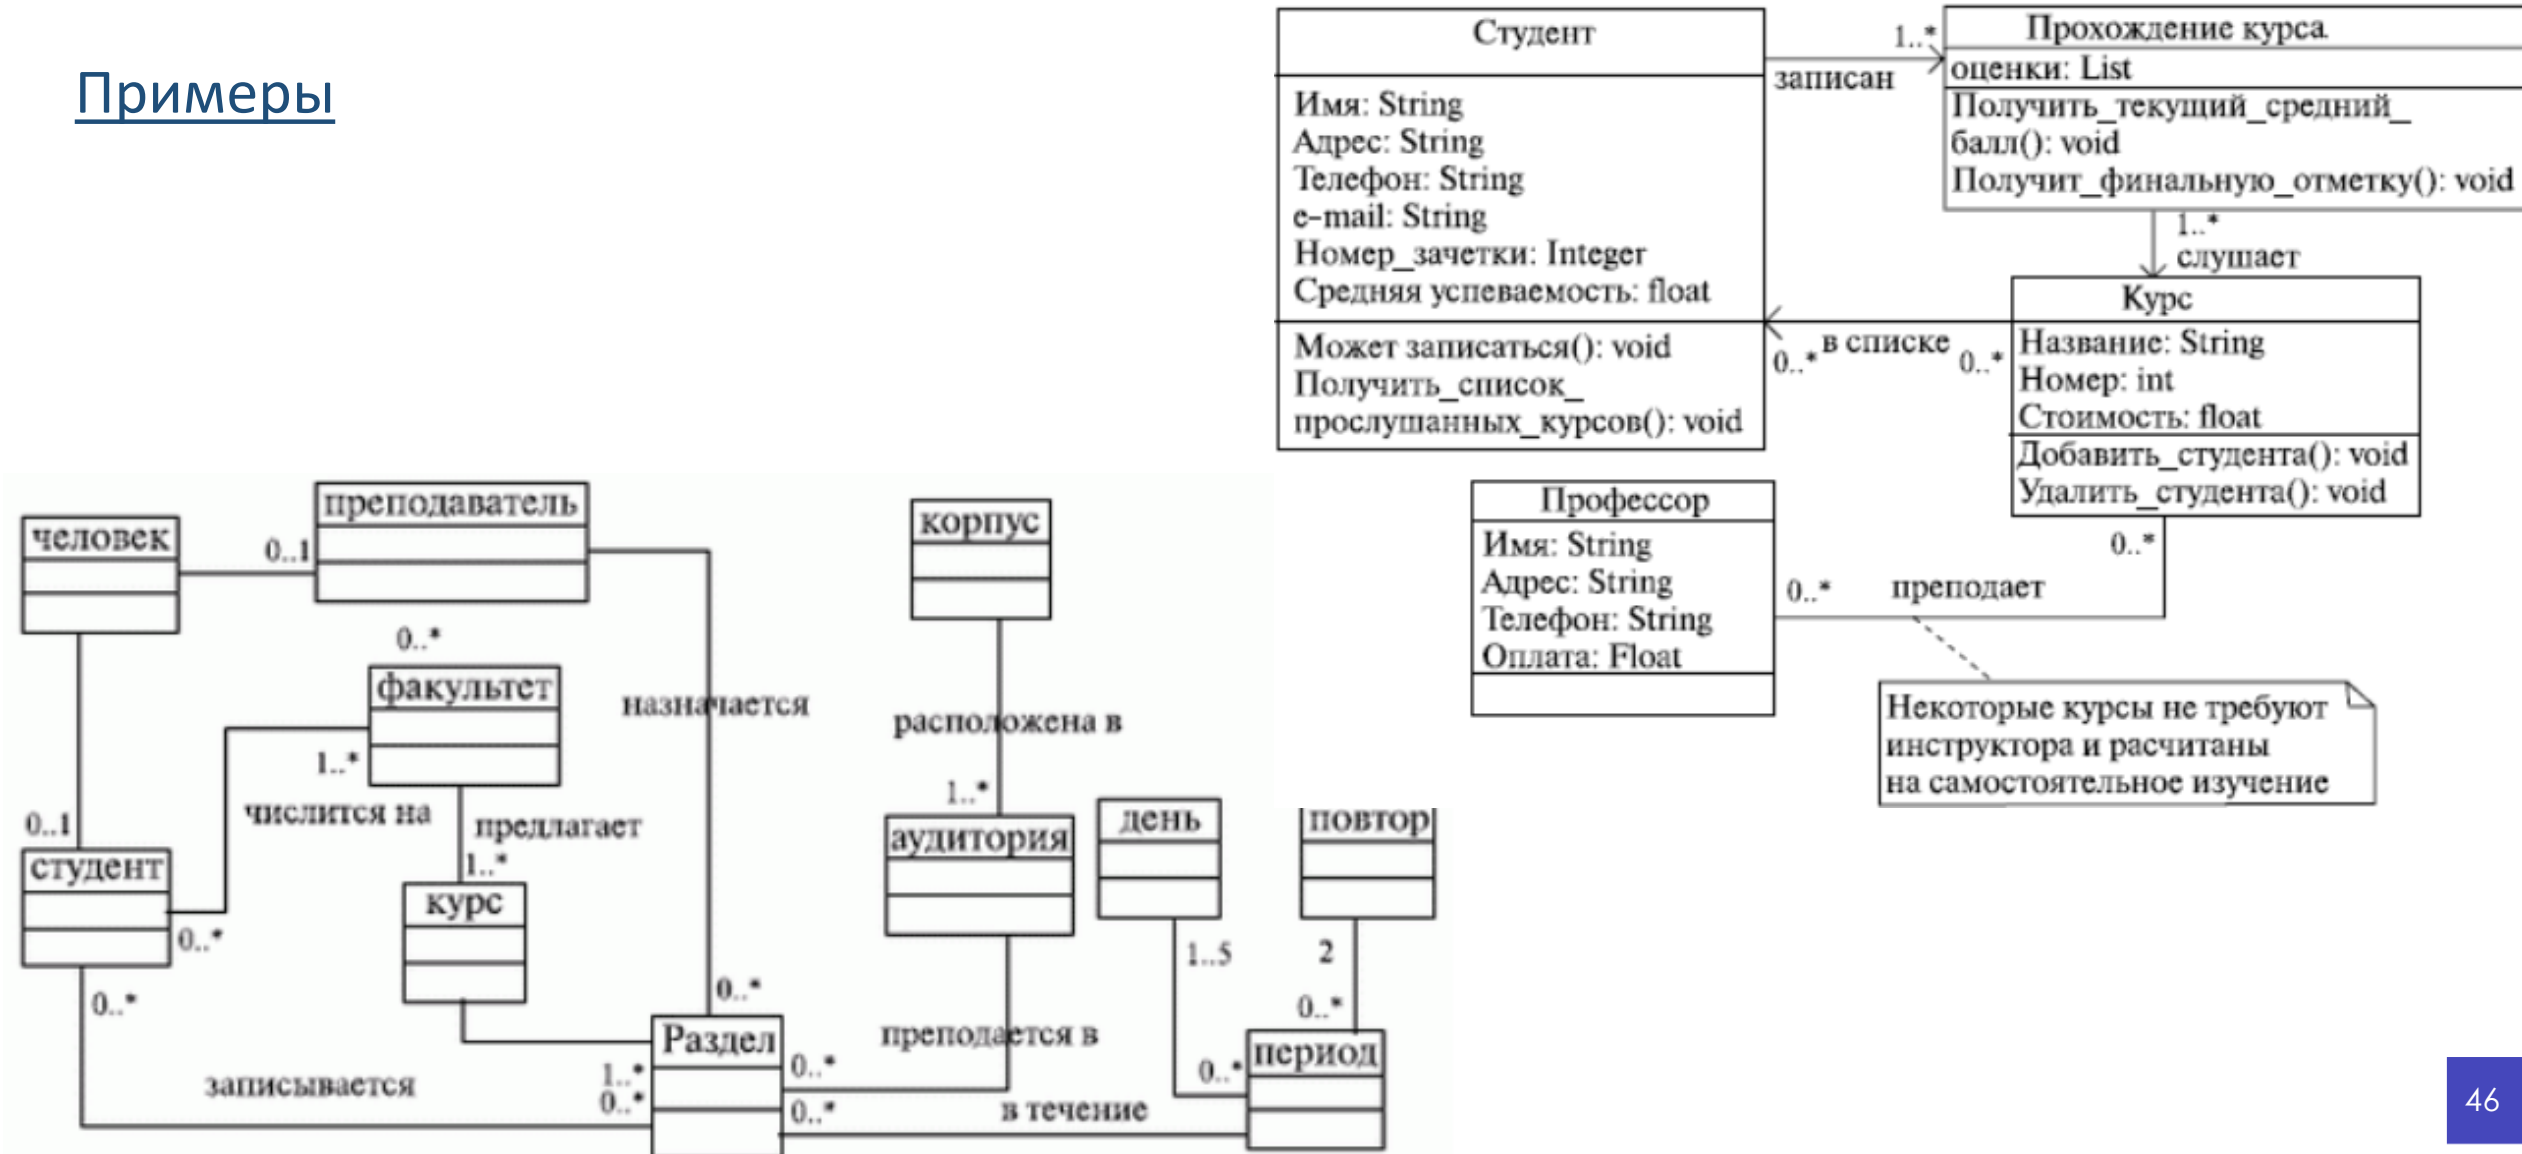 Примеры
Студент
Имя: String
Адрес: String
Телефон: String
e-mail: String
Номер_зачетки: Integer
Средняя успеваемость: float
Может записаться(): void
Получить_список_
прослушанных_курсов(): void
1..*
записан
Прохождение курса
оценки: List
Получить_текущий_средний_
балл(): void
Получит_финальную_отметку(): void
1..*
слушает
Курс
Название: String
Номер: int
Стоимость: float
Добавить_студента(): void
Удалить_студента(): void
0..*
в списке
0..*
Профессор
Имя: String
Адрес: String
Телефон: String
Оплата: Float
0..*
преподает
0..*
Некоторые курсы не требуют
инструктора и расчитаны
на самостоятельное изучение
человек
0..1
преподаватель
0..*
факультет
1..*
числится на
предлагает
1..*
курс
0..1
студент
0..*
0..*
записывается
назначается
0..*
Раздел
1..*
0..*
0..*
0..*
корпус
расположена в
1..*
аудитория
преподается в
в течение
день
1..5
0..*
повтор
2
0..*
период
46